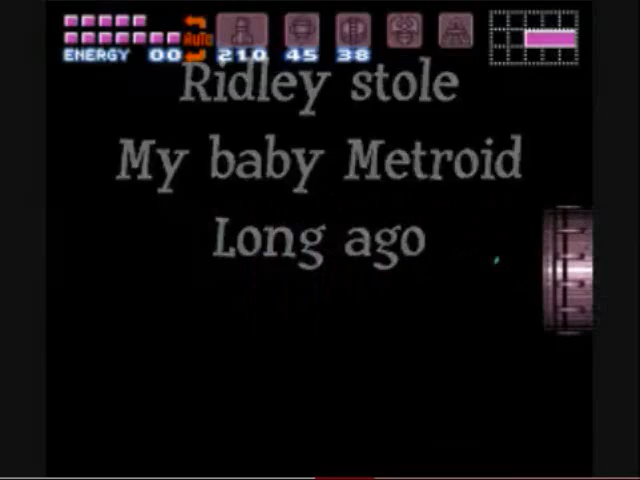 AUTO
ENERGY 00 210 45 38
Ridley stole
My baby Metroid
Long ago